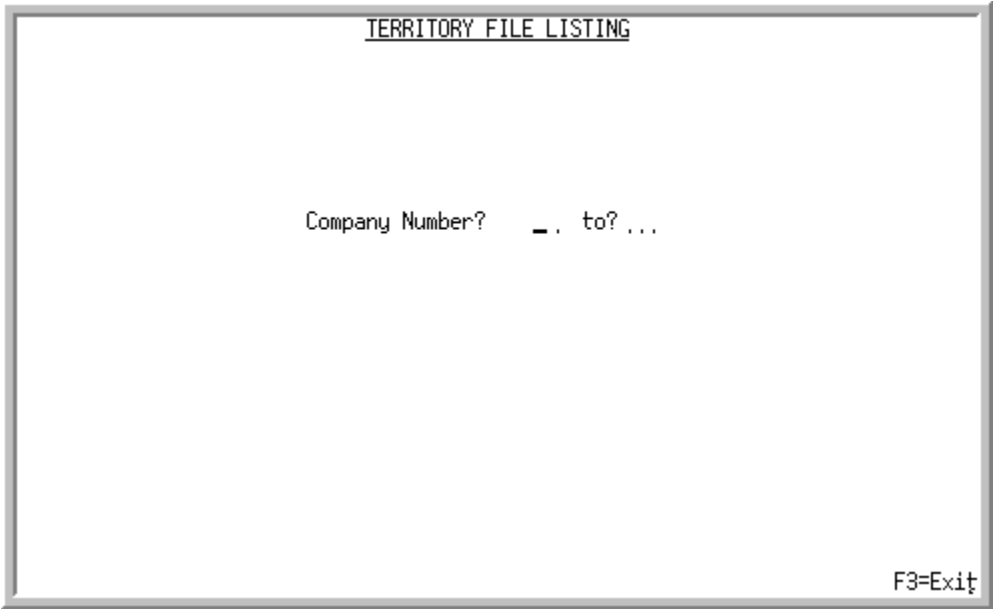 TERRITORY FILE LISTING
Company Number? _ . to? ...
F3=Exit